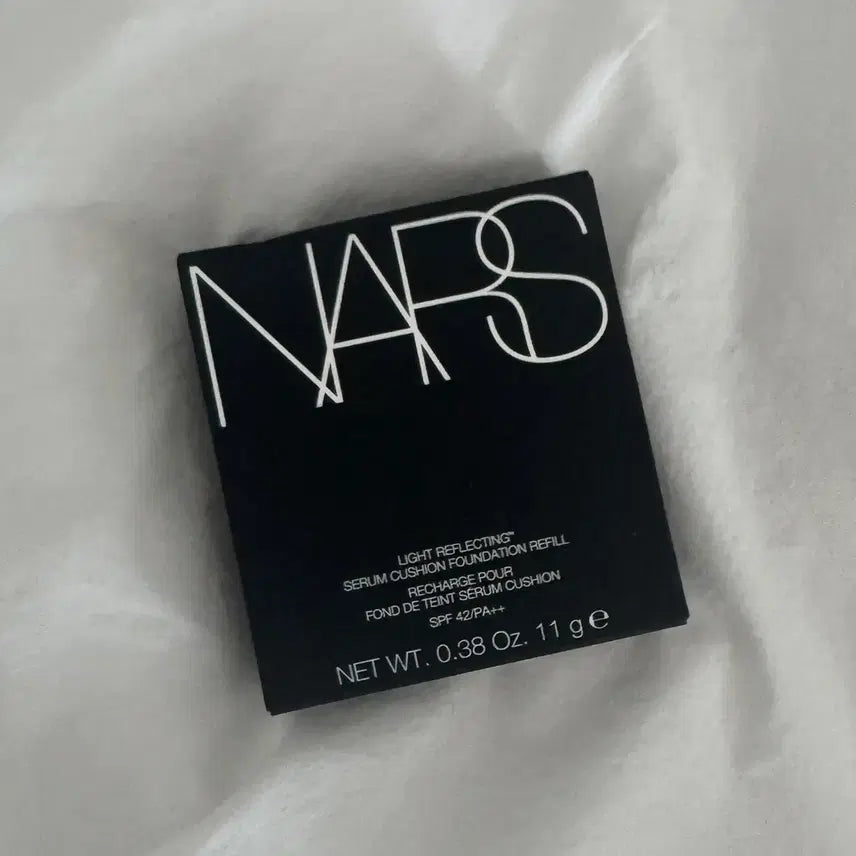 NARS
LIGHT REFLECTING™
SERUM CUSHION FOUNDATION REFILL
RECHARGE POUR
FOND DE TEINT SERUM CUSHION
SPF 42/PA++
NET WT. 0.38 Oz. 11 g ℮